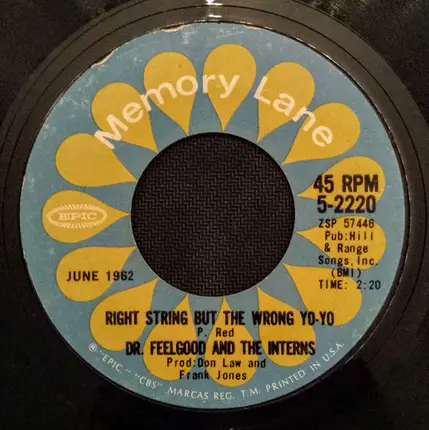 Memory Lane
EPIC
45 RPM
5-2220
ZSP 57446
Pub:Hill
& Range
Songs, Inc.
(BMI)
TIME: 2:20
JUNE 1962
RIGHT STRING BUT THE WRONG YO-YO
P. Red
DR. FEELGOOD AND THE INTERNS
Prod:Don Law and
Frank Jones
® "EPIC," "CBS" MARCAS REG. T.M. PRINTED IN U.S.A.